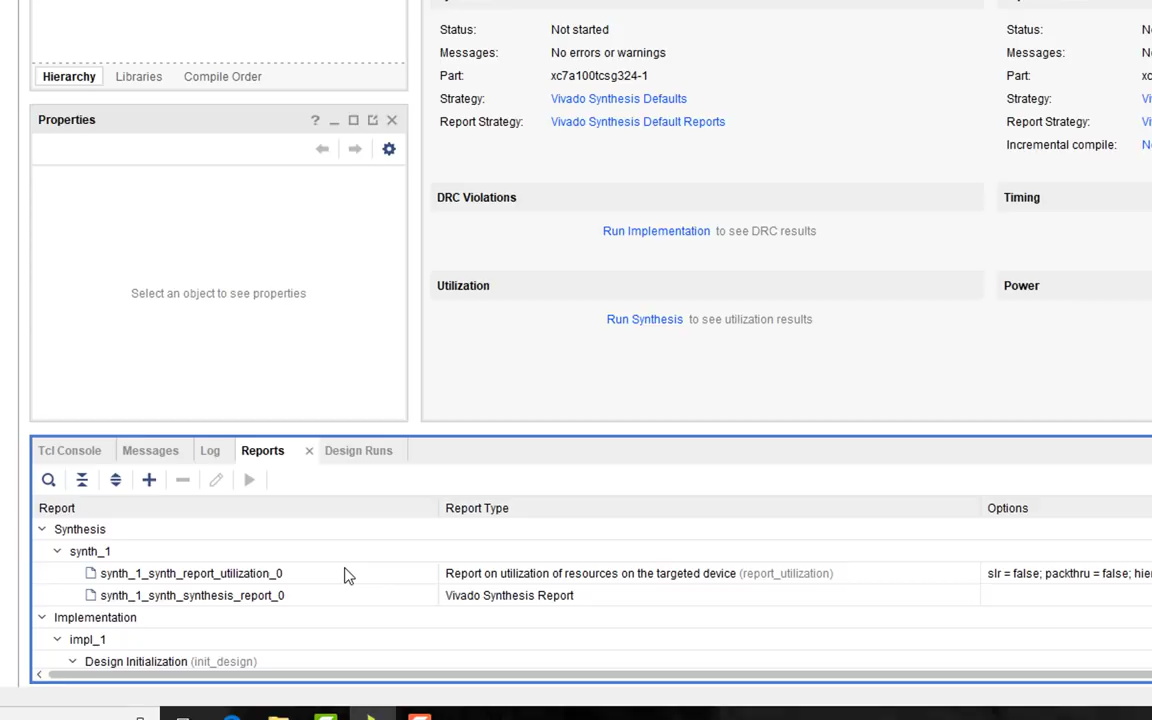 Status: Not started
Messages: No errors or warnings
Part: xc7a100tcsg324-1
Strategy: Vivado Synthesis Defaults
Report Strategy: Vivado Synthesis Default Reports
Status:
Messages:
Part: xc
Strategy:
Report Strategy:
Incremental compile:
Hierarchy Libraries Compile Order
Properties
Select an object to see properties
DRC Violations
Run Implementation to see DRC results
Timing
Utilization
Run Synthesis to see utilization results
Power
Tcl Console Messages Log Reports Design Runs
Report Report Type Options
Synthesis
synth_1
synth_1_synth_report_utilization_0 Report on utilization of resources on the targeted device (report_utilization) slr = false; packthru = false; hie
synth_1_synth_synthesis_report_0 Vivado Synthesis Report
Implementation
impl_1
Design Initialization (init_design)